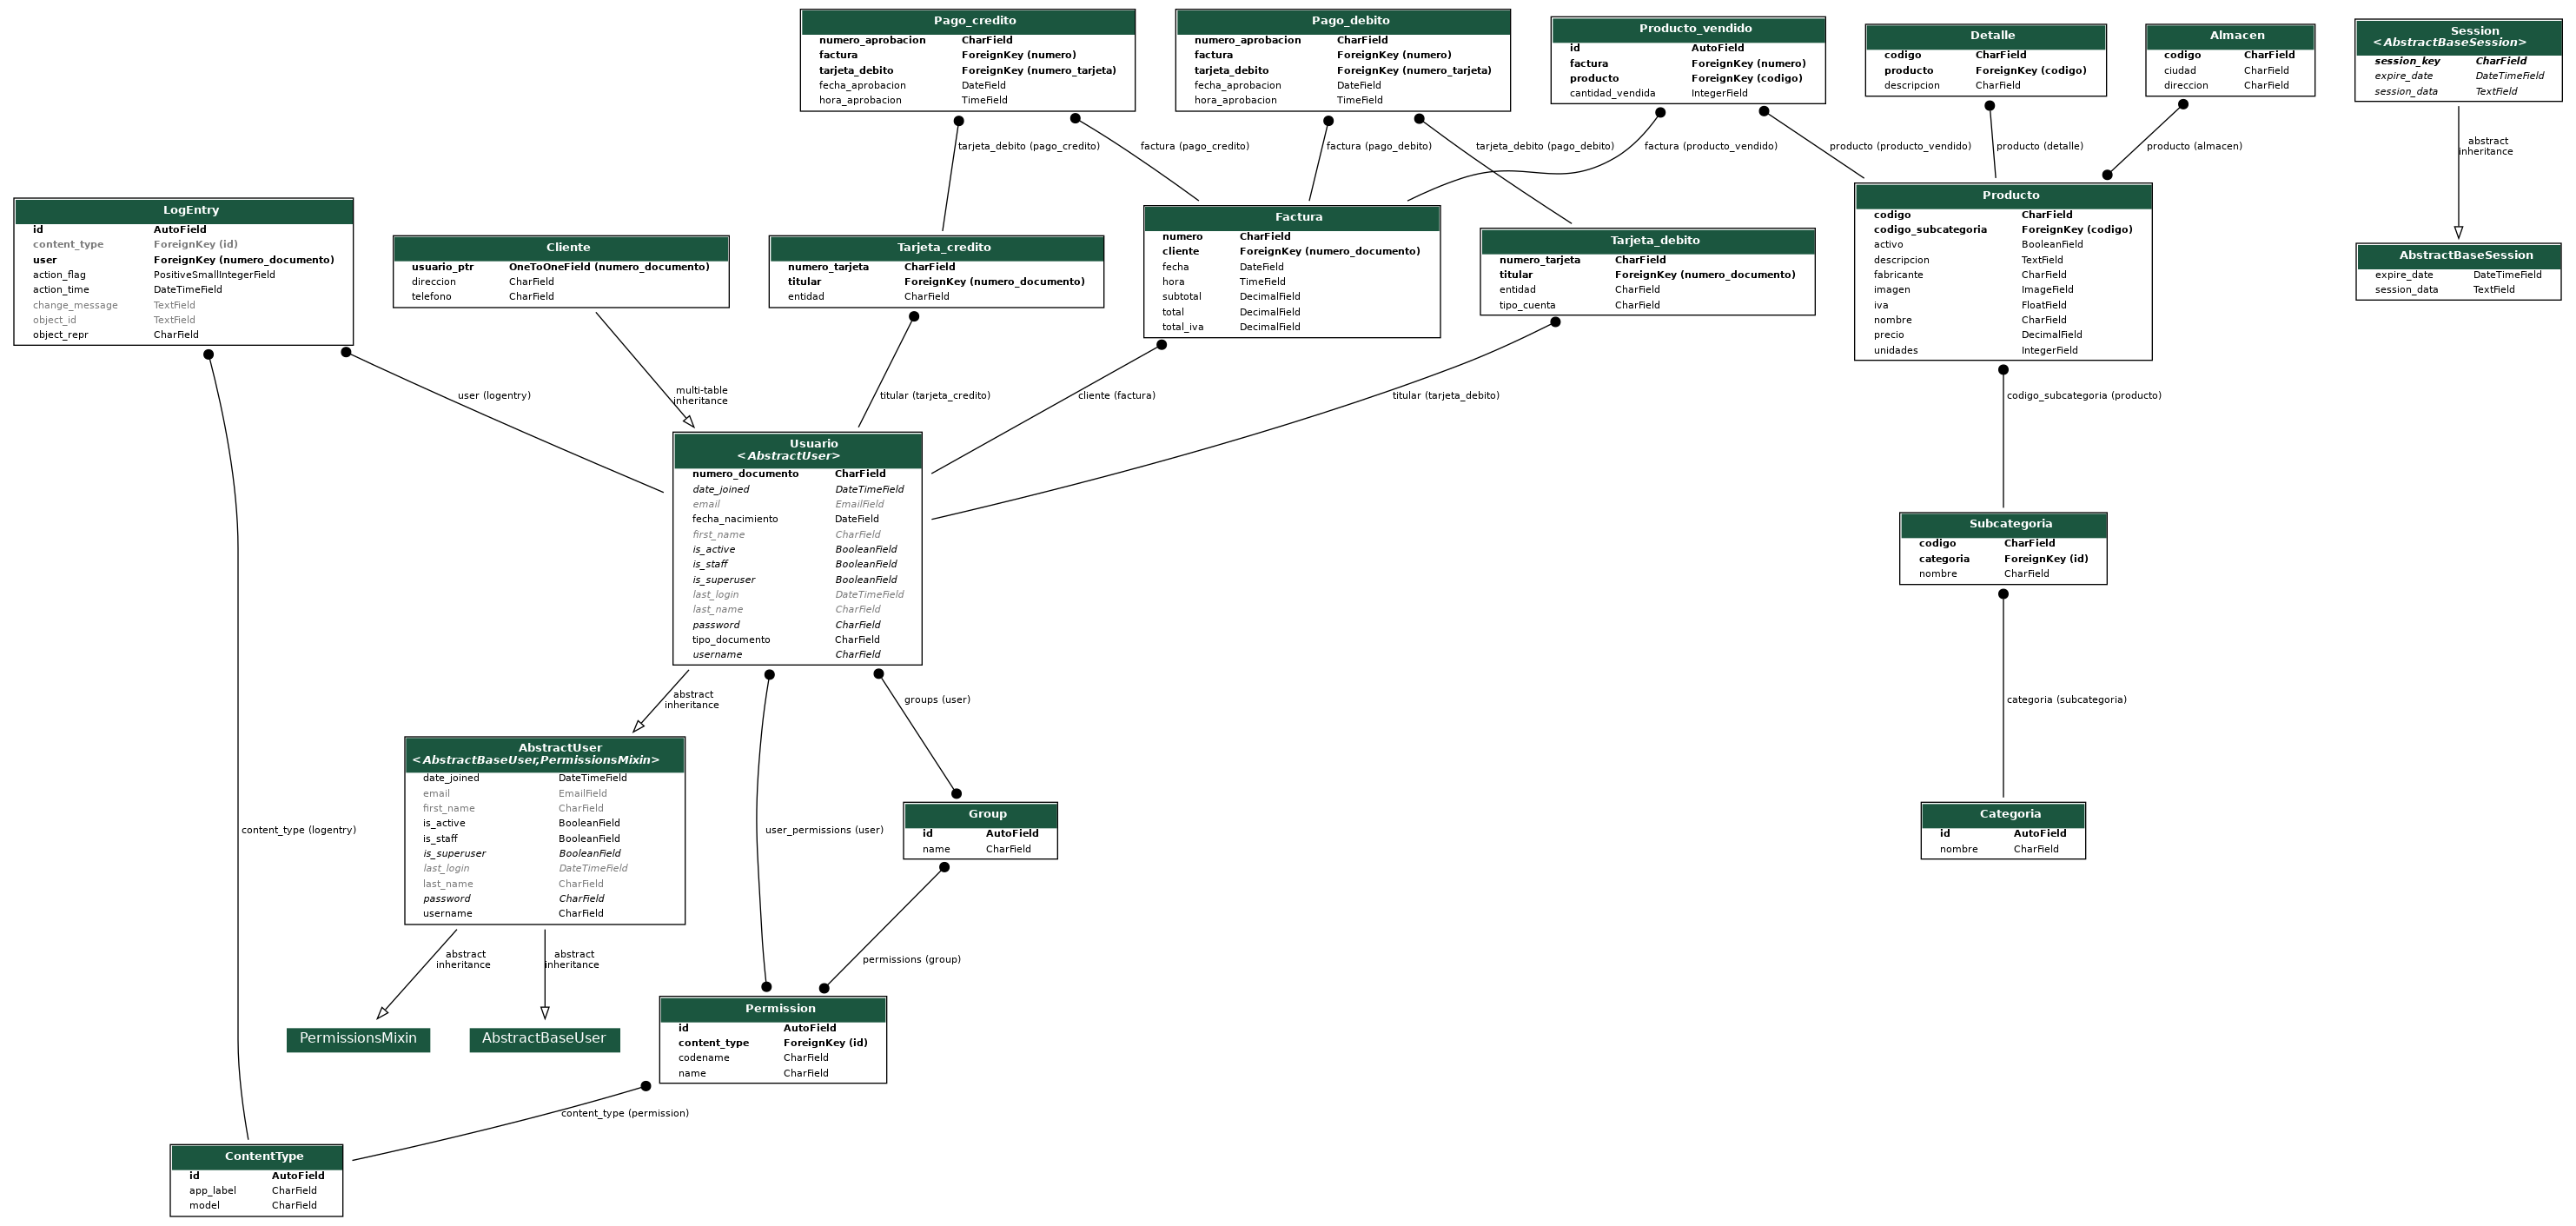 Pago_credito
numero_aprobacion CharField
factura ForeignKey (numero)
tarjeta_debito ForeignKey (numero_tarjeta)
fecha_aprobacion DateField
hora_aprobacion TimeField
Pago_debito
numero_aprobacion CharField
factura ForeignKey (numero)
tarjeta_debito ForeignKey (numero_tarjeta)
fecha_aprobacion DateField
hora_aprobacion TimeField
Producto_vendido
id AutoField
factura ForeignKey (numero)
producto ForeignKey (codigo)
cantidad_vendida IntegerField
Detalle
codigo CharField
producto ForeignKey (codigo)
descripcion CharField
Almacen
codigo CharField
ciudad CharField
direccion CharField
Session
<AbstractBaseSession>
session_key CharField
expire_date DateTimeField
session_data TextField
tarjeta_debito (pago_credito)
factura (pago_credito)
factura (pago_debito)
tarjeta_debito (pago_debito)
factura (producto_vendido)
producto (producto_vendido)
producto (detalle)
producto (almacen)
abstract
inheritance
LogEntry
id AutoField
content_type ForeignKey (id)
user ForeignKey (numero_documento)
action_flag PositiveSmallIntegerField
action_time DateTimeField
change_message TextField
object_id TextField
object_repr CharField
Cliente
usuario_ptr OneToOneField (numero_documento)
direccion CharField
telefono CharField
Tarjeta_credito
numero_tarjeta CharField
titular ForeignKey (numero_documento)
entidad CharField
Factura
numero CharField
cliente ForeignKey (numero_documento)
fecha DateField
hora TimeField
subtotal DecimalField
total DecimalField
total_iva DecimalField
Tarjeta_debito
numero_tarjeta CharField
titular ForeignKey (numero_documento)
entidad CharField
tipo_cuenta CharField
Producto
codigo CharField
codigo_subcategoria ForeignKey (codigo)
activo BooleanField
descripcion TextField
fabricante CharField
imagen ImageField
iva FloatField
nombre CharField
precio DecimalField
unidades IntegerField
AbstractBaseSession
expire_date DateTimeField
session_data TextField
user (logentry)
multi-table
inheritance
titular (tarjeta_credito)
cliente (factura)
titular (tarjeta_debito)
codigo_subcategoria (producto)
Usuario
<AbstractUser>
numero_documento CharField
date_joined DateTimeField
email EmailField
fecha_nacimiento DateField
first_name CharField
is_active BooleanField
is_staff BooleanField
is_superuser BooleanField
last_login DateTimeField
last_name CharField
password CharField
tipo_documento CharField
username CharField
Subcategoria
codigo CharField
categoria ForeignKey (id)
nombre CharField
abstract
inheritance
groups (user)
categoria (subcategoria)
AbstractUser
<AbstractBaseUser,PermissionsMixin>
date_joined DateTimeField
email EmailField
first_name CharField
is_active BooleanField
is_staff BooleanField
is_superuser BooleanField
last_login DateTimeField
last_name CharField
password CharField
username CharField
content_type (logentry)
user_permissions (user)
Group
id AutoField
name CharField
Categoria
id AutoField
nombre CharField
abstract
inheritance
abstract
inheritance
permissions (group)
PermissionsMixin
AbstractBaseUser
Permission
id AutoField
content_type ForeignKey (id)
codename CharField
name CharField
content_type (permission)
ContentType
id AutoField
app_label CharField
model CharField